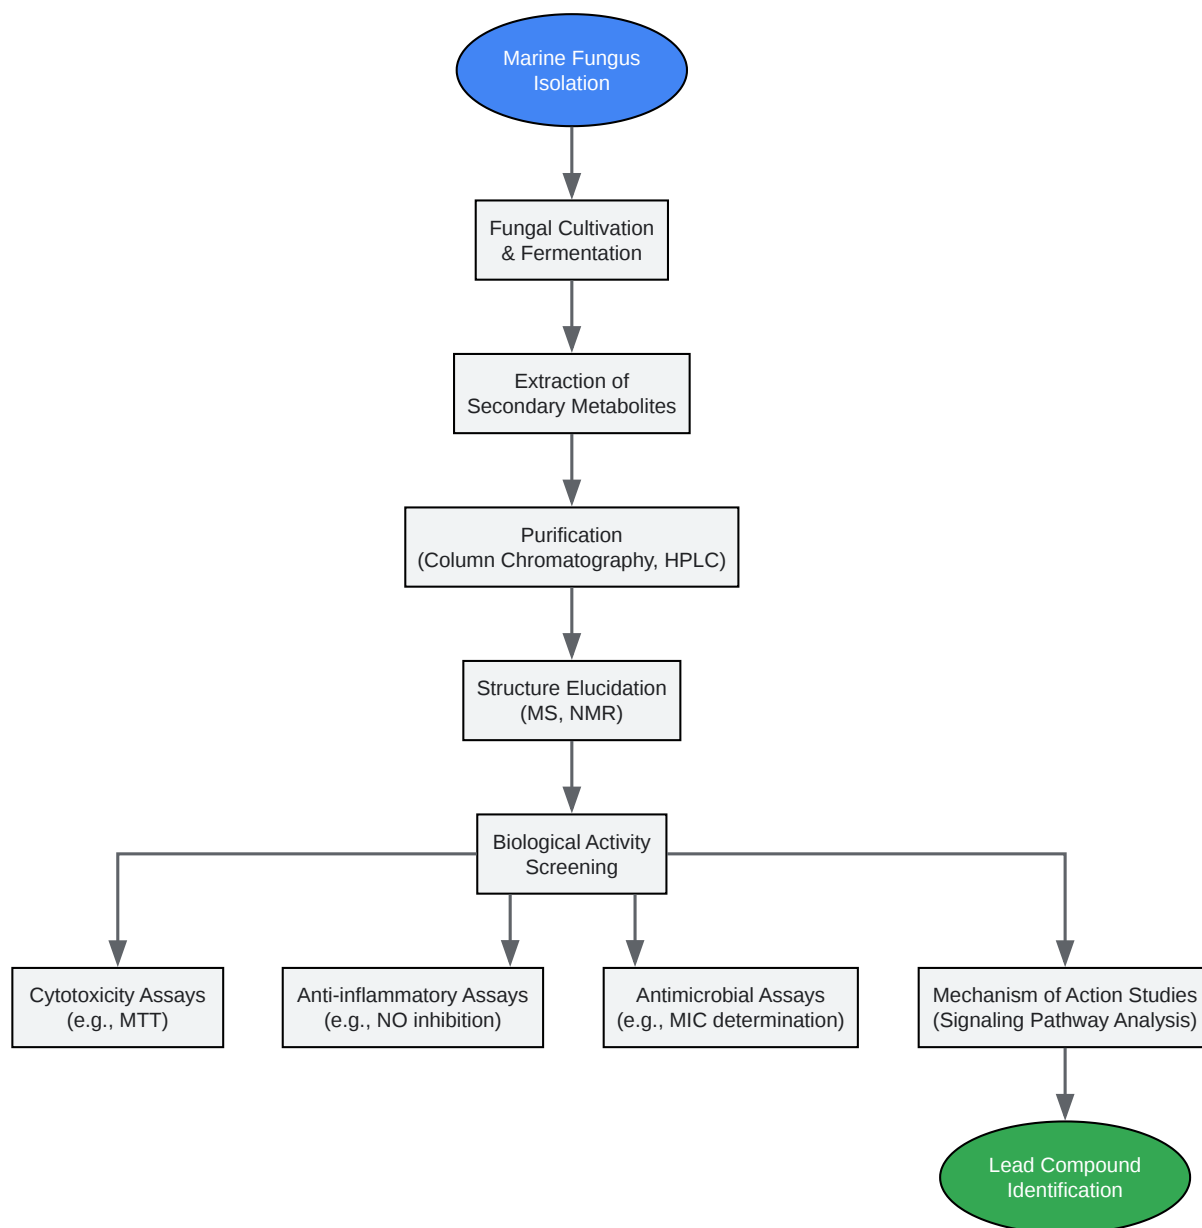 Marine Fungus
Isolation
Fungal Cultivation
& Fermentation
Extraction of
Secondary Metabolites
Purification
(Column Chromatography, HPLC)
Structure Elucidation
(MS, NMR)
Biological Activity
Screening
Cytotoxicity Assays
(e.g., MTT)
Anti-inflammatory Assays
(e.g., NO inhibition)
Antimicrobial Assays
(e.g., MIC determination)
Mechanism of Action Studies
(Signaling Pathway Analysis)
Lead Compound
Identification